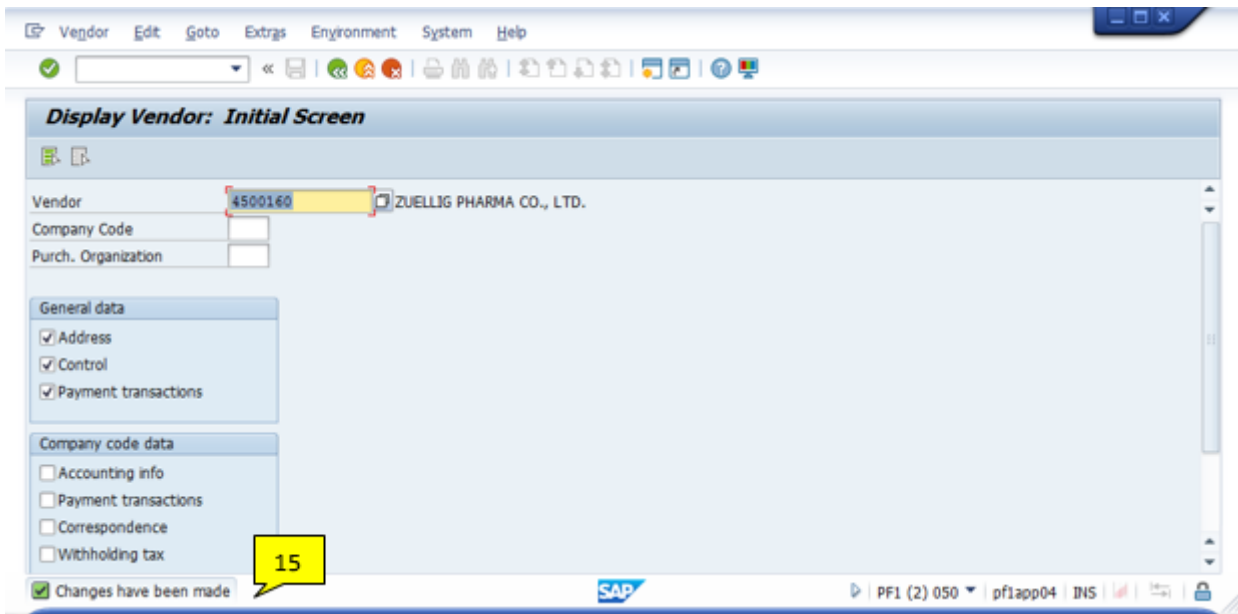 Vendor Edit Goto Extras Environment System Help
Display Vendor: Initial Screen
Vendor 4500160 ZUELLIG PHARMA CO., LTD.
Company Code
Purch. Organization
General data
Address
Control
Payment transactions
Company code data
Accounting info
Payment transactions
Correspondence
Withholding tax
15
Changes have been made SAP PF1 (2) 050 pf1app04 INS